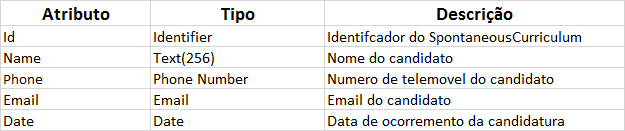 Atributo Tipo Descrição
Id Identifier Identifcador do SpontaneousCurriculum
Name Text(256) Nome do candidato
Phone Phone Number Numero de telemovel do candidato
Email Email Email do candidato
Date Date Data de ocorremento da candidatura